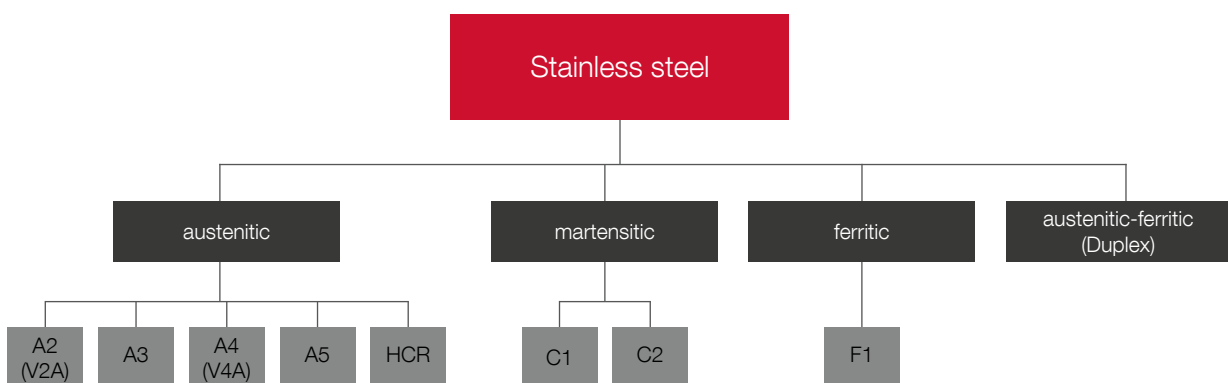 Stainless steel
austenitic
martensitic
ferritic
austenitic-ferritic
(Duplex)
A2
(V2A)
A3
A4
(V4A)
A5
HCR
C1
C2
F1